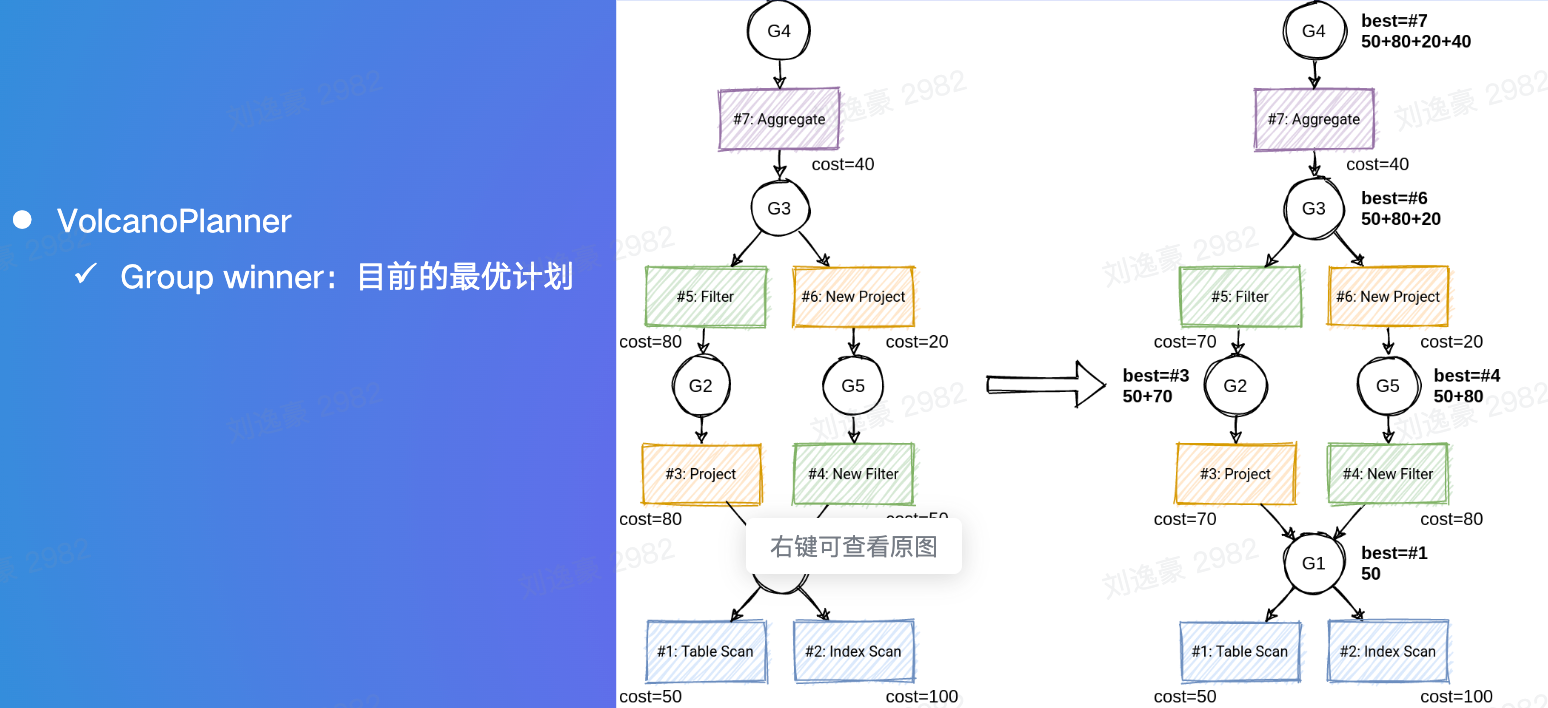 VolcanoPlanner
Group winner：目前的最优计划
G4
#7: Aggregate
cost=40
G3
#5: Filter
#6: New Project
cost=80
cost=20
G2
G5
#3: Project
#4: New Filter
cost=80
cost=50
右键可查看原图
#1: Table Scan
#2: Index Scan
cost=50
cost=100
G4
best=#7
50+80+20+40
#7: Aggregate
cost=40
G3
best=#6
50+80+20
#5: Filter
#6: New Project
cost=70
cost=20
best=#3
50+70
G2
G5
best=#4
50+80
#3: Project
#4: New Filter
cost=70
cost=80
G1
best=#1
50
#1: Table Scan
#2: Index Scan
cost=50
cost=100
刘逸豪 2982